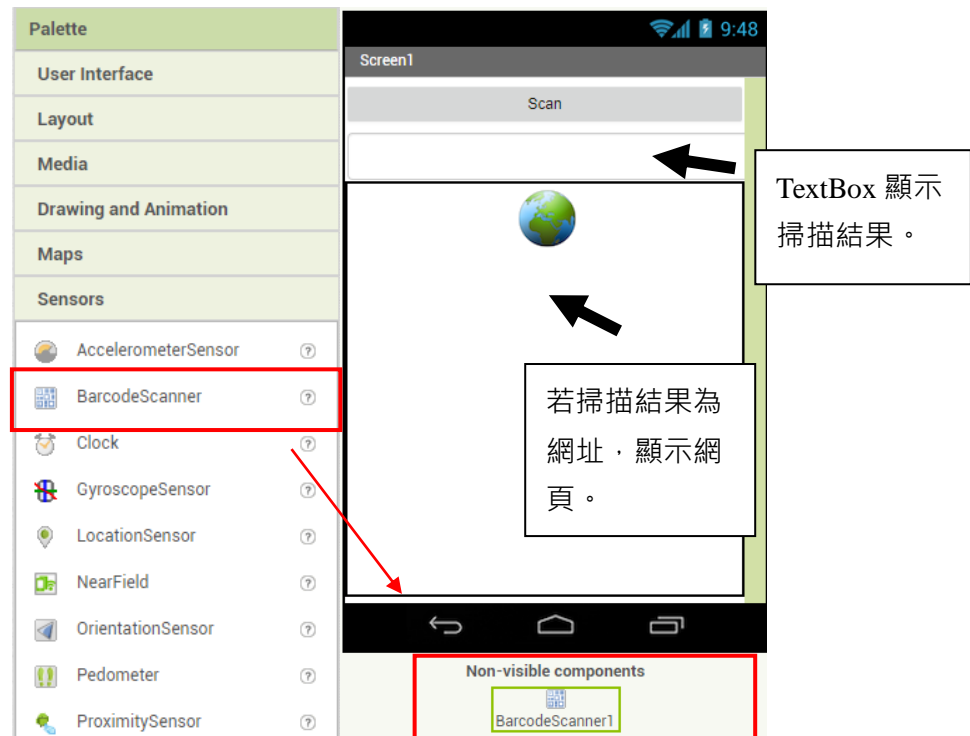 Palette
User Interface
Layout
Media
Drawing and Animation
Maps
Sensors
AccelerometerSensor ?
BarcodeScanner ?
Clock ?
GyroscopeSensor ?
LocationSensor ?
NearField ?
OrientationSensor ?
Pedometer ?
ProximitySensor ?
9:48
Screen1
Scan
TextBox 顯示
掃描結果。
若掃描結果為
網址，顯示網
頁。
Non-visible components
BarcodeScanner1